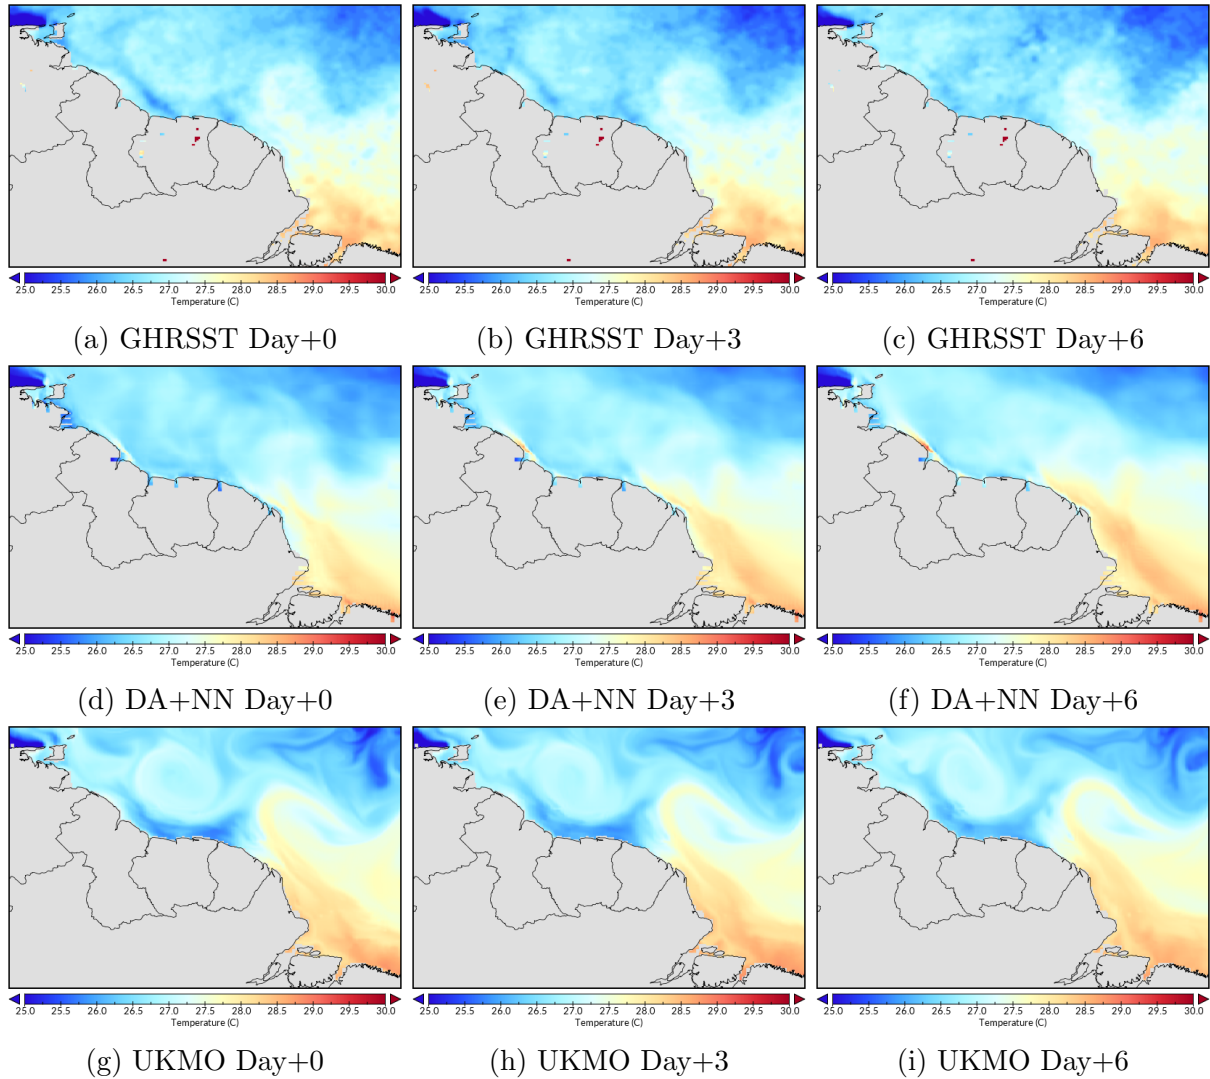 25.0 25.5 26.0 26.5 27.0 27.5 28.0 28.5 29.0 29.5 30.0
Temperature (C)
25.0 25.5 26.0 26.5 27.0 27.5 28.0 28.5 29.0 29.5 30.0
Temperature (C)
25.0 25.5 26.0 26.5 27.0 27.5 28.0 28.5 29.0 29.5 30.0
Temperature (C)
(a) GHRSST Day+0
(b) GHRSST Day+3
(c) GHRSST Day+6
25.0 25.5 26.0 26.5 27.0 27.5 28.0 28.5 29.0 29.5 30.0
Temperature (C)
25.0 25.5 26.0 26.5 27.0 27.5 28.0 28.5 29.0 29.5 30.0
Temperature (C)
25.0 25.5 26.0 26.5 27.0 27.5 28.0 28.5 29.0 29.5 30.0
Temperature (C)
(d) DA+NN Day+0
(e) DA+NN Day+3
(f) DA+NN Day+6
25.0 25.5 26.0 26.5 27.0 27.5 28.0 28.5 29.0 29.5 30.0
Temperature (C)
25.0 25.5 26.0 26.5 27.0 27.5 28.0 28.5 29.0 29.5 30.0
Temperature (C)
25.0 25.5 26.0 26.5 27.0 27.5 28.0 28.5 29.0 29.5 30.0
Temperature (C)
(g) UKMO Day+0
(h) UKMO Day+3
(i) UKMO Day+6